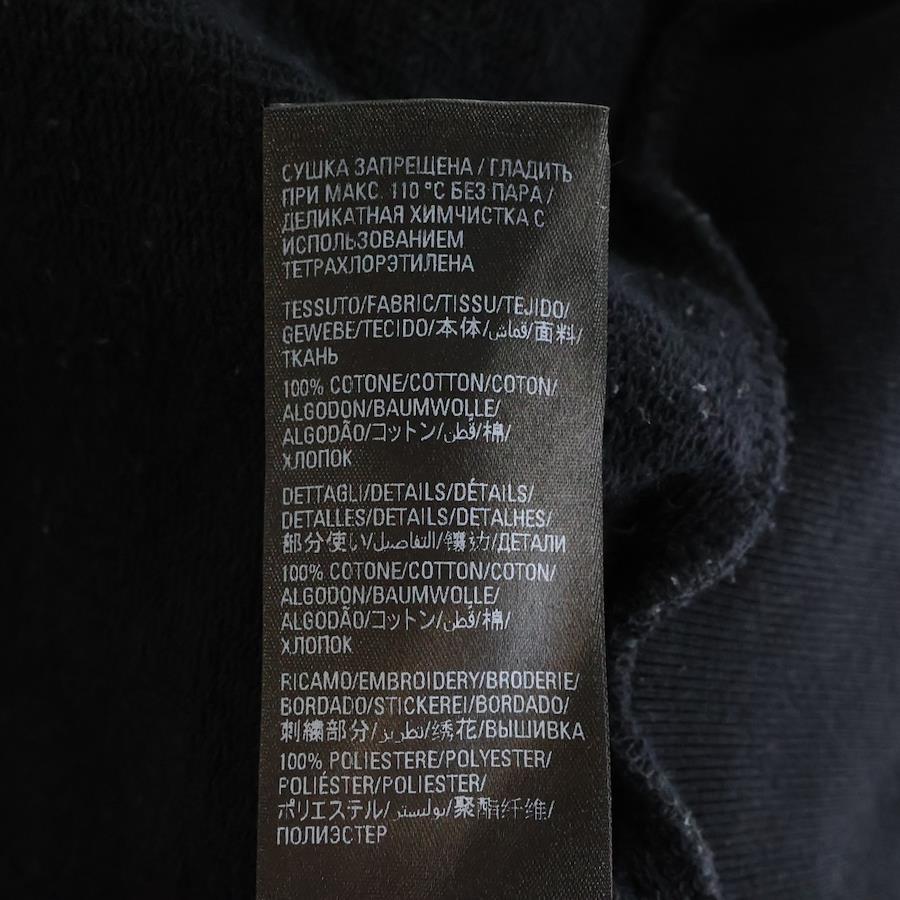 СУШКА ЗАПРЕЩЕНА / ГЛАДИТЬ
ПРИ МАКС. 110 °C БЕЗ ПАРА /
ДЕЛИКАТНАЯ ХИМЧИСТКА С
ИСПОЛЬЗОВАНИЕМ
ТЕТРАХЛОРЭТИЛЕНА
TESSUTO/FABRIC/TISSU/TEJIDO/
GEWEBE/TECIDO/本体/قماش/面料/
ТКАНЬ
100% COTONE/COTTON/COTON/
ALGODON/BAUMWOLLE/
ALGODÃO/コットン/قُطن/棉/
ХЛОПОК
DETTAGLI/DETAILS/DÉTAILS/
DETALLES/DETAILS/DETALHES/
部分使い/التفاصيل/镶边/ДЕТАЛИ
100% COTONE/COTTON/COTON/
ALGODON/BAUMWOLLE/
ALGODÃO/コットン/قُطن/棉/
ХЛОПОК
RICAMO/EMBROIDERY/BRODERIE/
BORDADO/STICKEREI/BORDADO/
刺繍部分/تطريز/绣花/ВЫШИВКА
100% POLIESTERE/POLYESTER/
POLIÉSTER/POLIESTER/
ポリエステル/بوليستر/聚酯纤维/
ПОЛИЭСТЕР